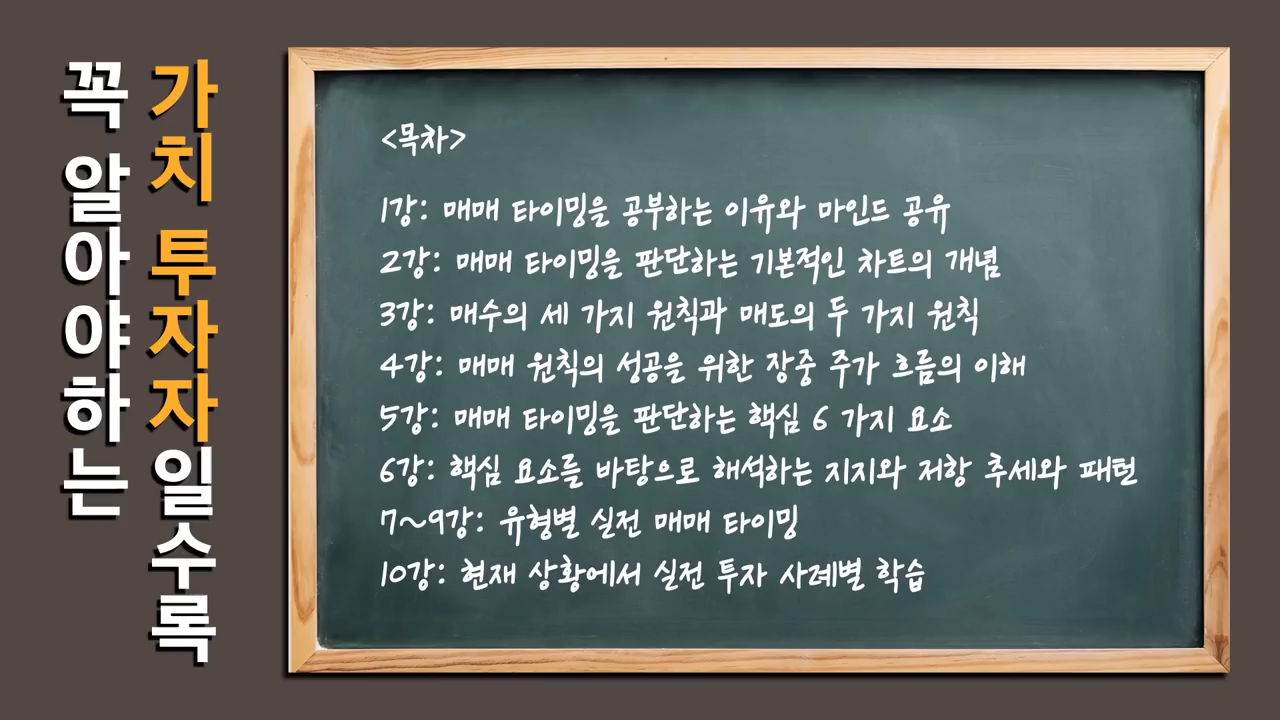 가치 투자자일수록
꼭 알아야하는
<목차>
1강: 매매 타이밍을 공부하는 이유와 마인드 공유
2강: 매매 타이밍을 판단하는 기본적인 차트의 개념
3강: 매수의 세 가지 원칙과 매도의 두 가지 원칙
4강: 매매 원칙의 성공을 위한 장중 주가 흐름의 이해
5강: 매매 타이밍을 판단하는 핵심 6 가지 요소
6강: 핵심 요소를 바탕으로 해석하는 지지와 저항 추세와 패턴
7~9강: 유형별 실전 매매 타이밍
10강: 현재 상황에서 실전 투자 사례별 학습